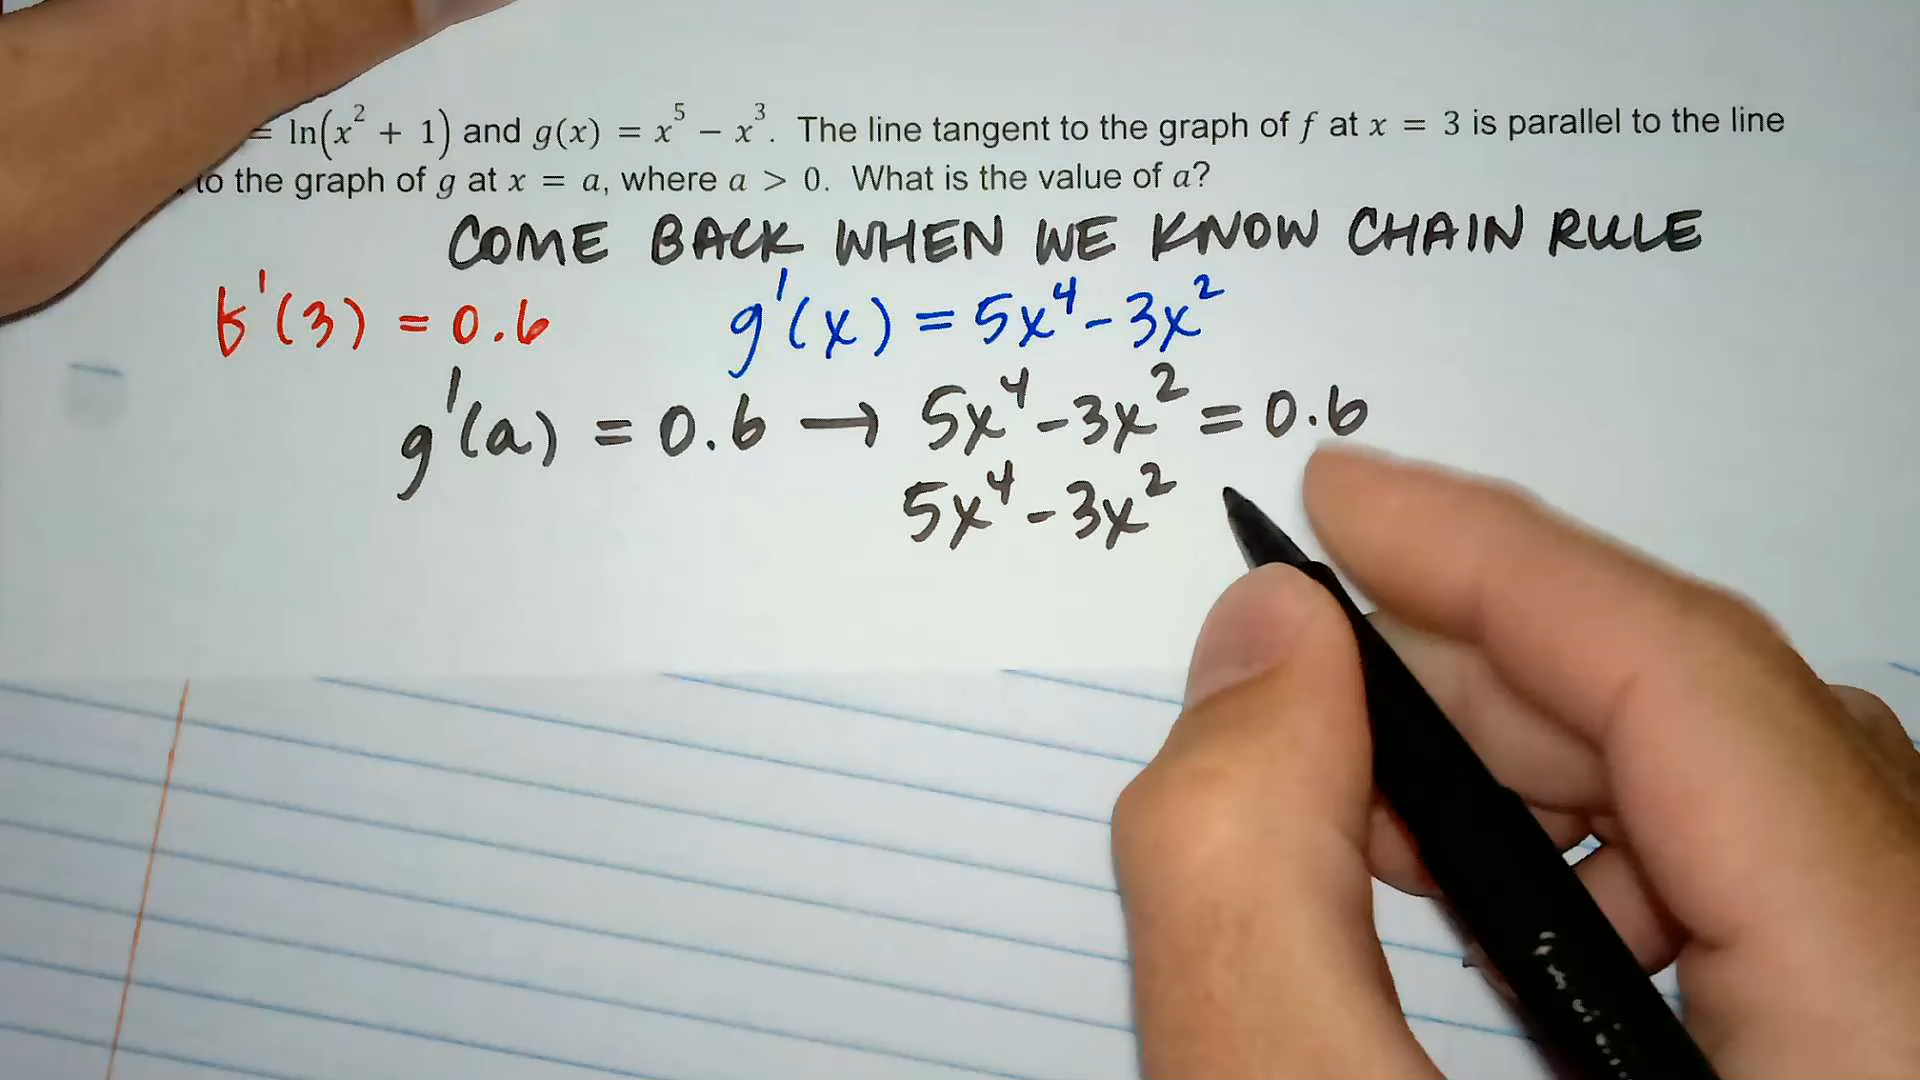 = ln(x² + 1) and g(x) = x⁵ − x³. The line tangent to the graph of f at x = 3 is parallel to the line
to the graph of g at x = a, where a > 0. What is the value of a?
COME BACK WHEN WE KNOW CHAIN RULE
f'(3) = 0.6 g'(x) = 5x⁴ - 3x²
g'(a) = 0.6 → 5x⁴ - 3x² = 0.6
5x⁴ - 3x²